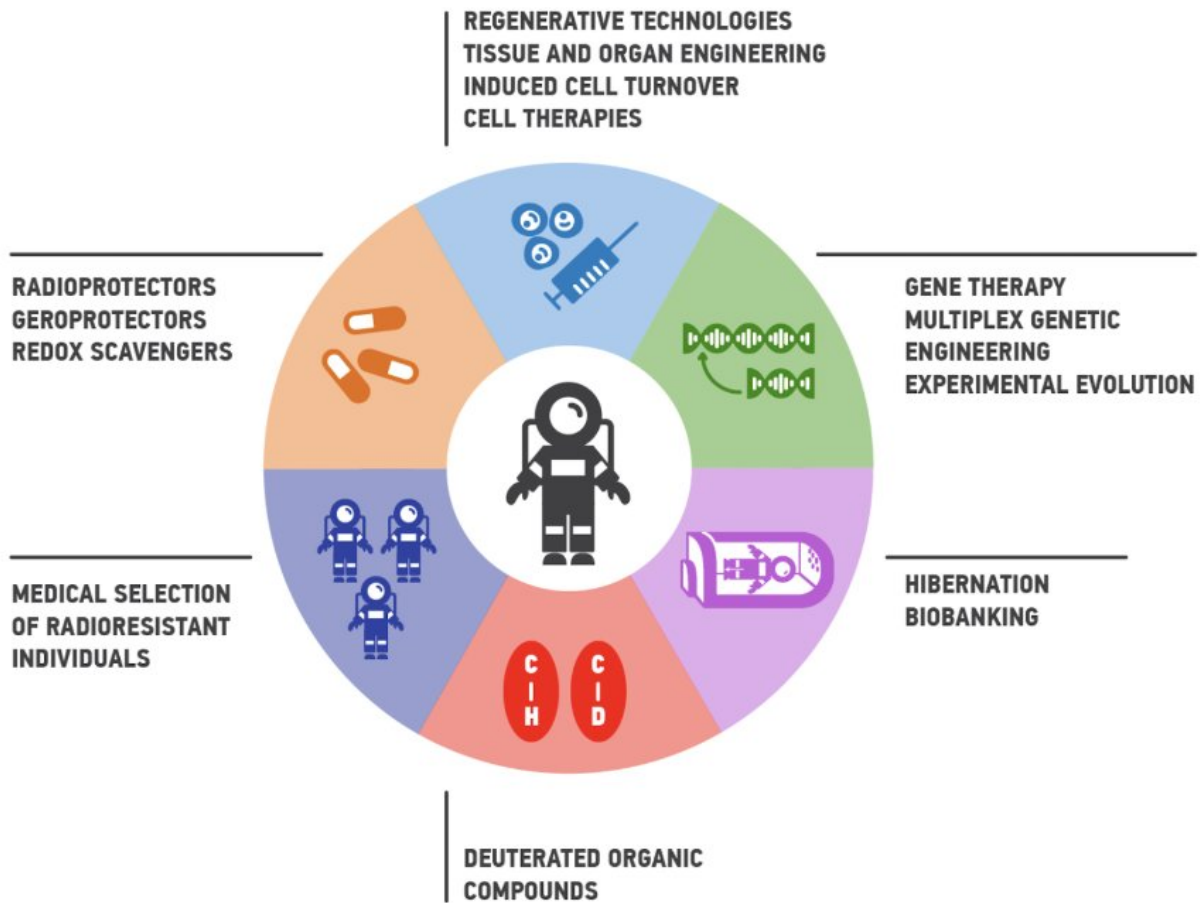 REGENERATIVE TECHNOLOGIES
TISSUE AND ORGAN ENGINEERING
INDUCED CELL TURNOVER
CELL THERAPIES
RADIOPROTECTORS
GEROPROTECTORS
REDOX SCAVENGERS
GENE THERAPY
MULTIPLEX GENETIC
ENGINEERING
EXPERIMENTAL EVOLUTION
MEDICAL SELECTION
OF RADIORESISTANT
INDIVIDUALS
HIBERNATION
BIOBANKING
C
|
H
C
|
D
DEUTERATED ORGANIC
COMPOUNDS